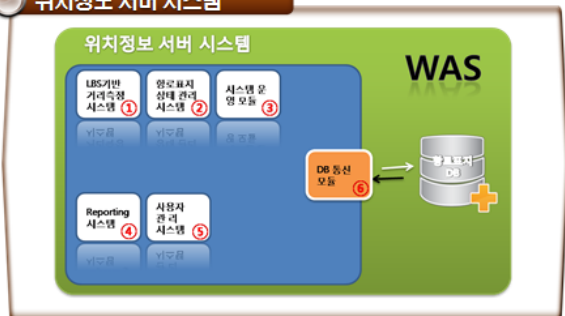 위치정보 서버 시스템
위치정보 서버 시스템
WAS
LBS기반
거리측정
시스템 ①
항로표지
상태 관리
시스템 ②
시스템 운
영 모듈 ③
DB 통신
모듈 ⑥
항로표지
DB
Reporting
시스템 ④
사용자
관 리
시스템 ⑤